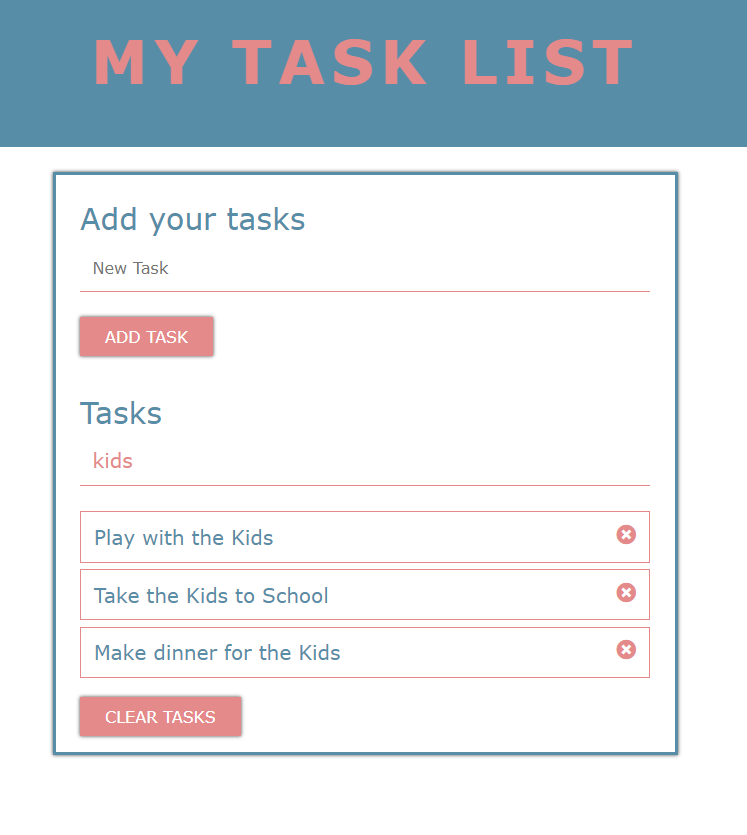 MY TASK LIST
Add your tasks
New Task
ADD TASK
Tasks
kids
Play with the Kids
Take the Kids to School
Make dinner for the Kids
CLEAR TASKS